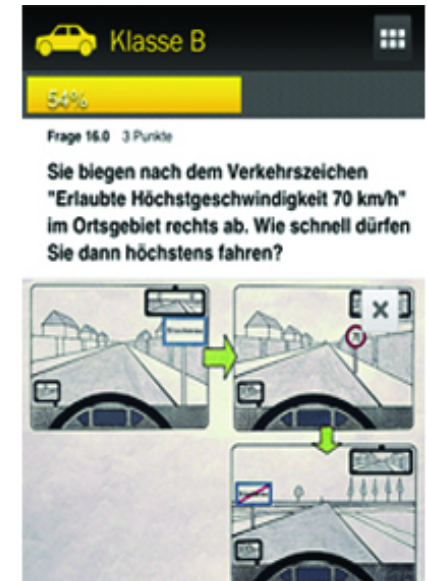 Klasse B
54%
Frage 16.0 3 Punkte
Sie biegen nach dem Verkehrszeichen
"Erlaubte Höchstgeschwindigkeit 70 km/h"
im Ortsgebiet rechts ab. Wie schnell dürfen
Sie dann höchstens fahren?
70